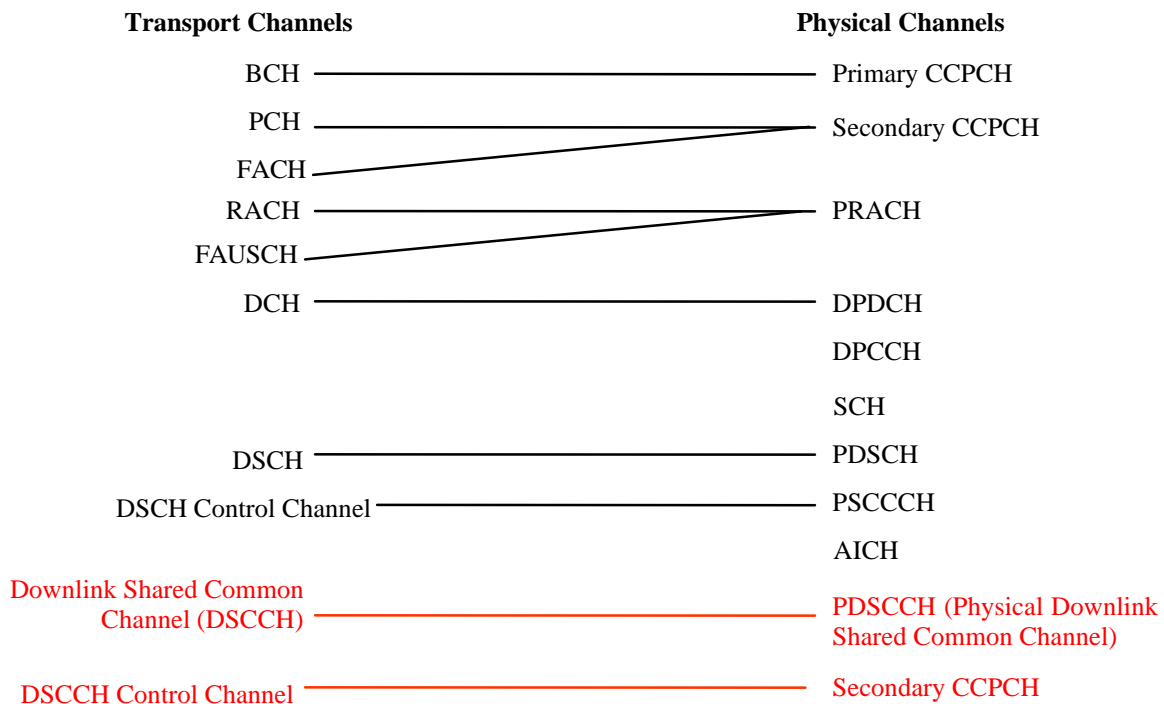 Transport Channels Physical Channels
BCH Primary CCPCH
PCH Secondary CCPCH
FACH
RACH PRACH
FAUSCH
DCH DPDCH
DPCCH
SCH
DSCH PDSCH
DSCH Control Channel PSCCCH
AICH
Downlink Shared Common
Channel (DSCCH)
PDSCCH (Physical Downlink
Shared Common Channel)
DSCCH Control Channel Secondary CCPCH